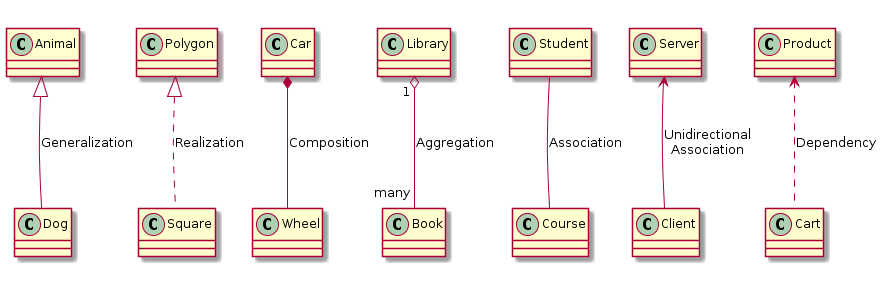 C Animal
C Polygon
C Car
C Library
C Student
C Server
C Product
1
Generalization
Realization
Composition
Aggregation
Association
Unidirectional
Association
Dependency
many
C Dog
C Square
C Wheel
C Book
C Course
C Client
C Cart